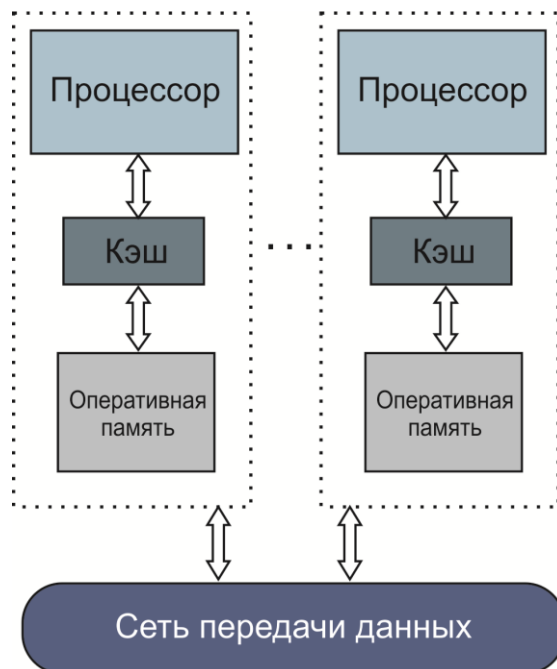 Процессор
Кэш
Оперативная
память
...
Процессор
Кэш
Оперативная
память
Сеть передачи данных